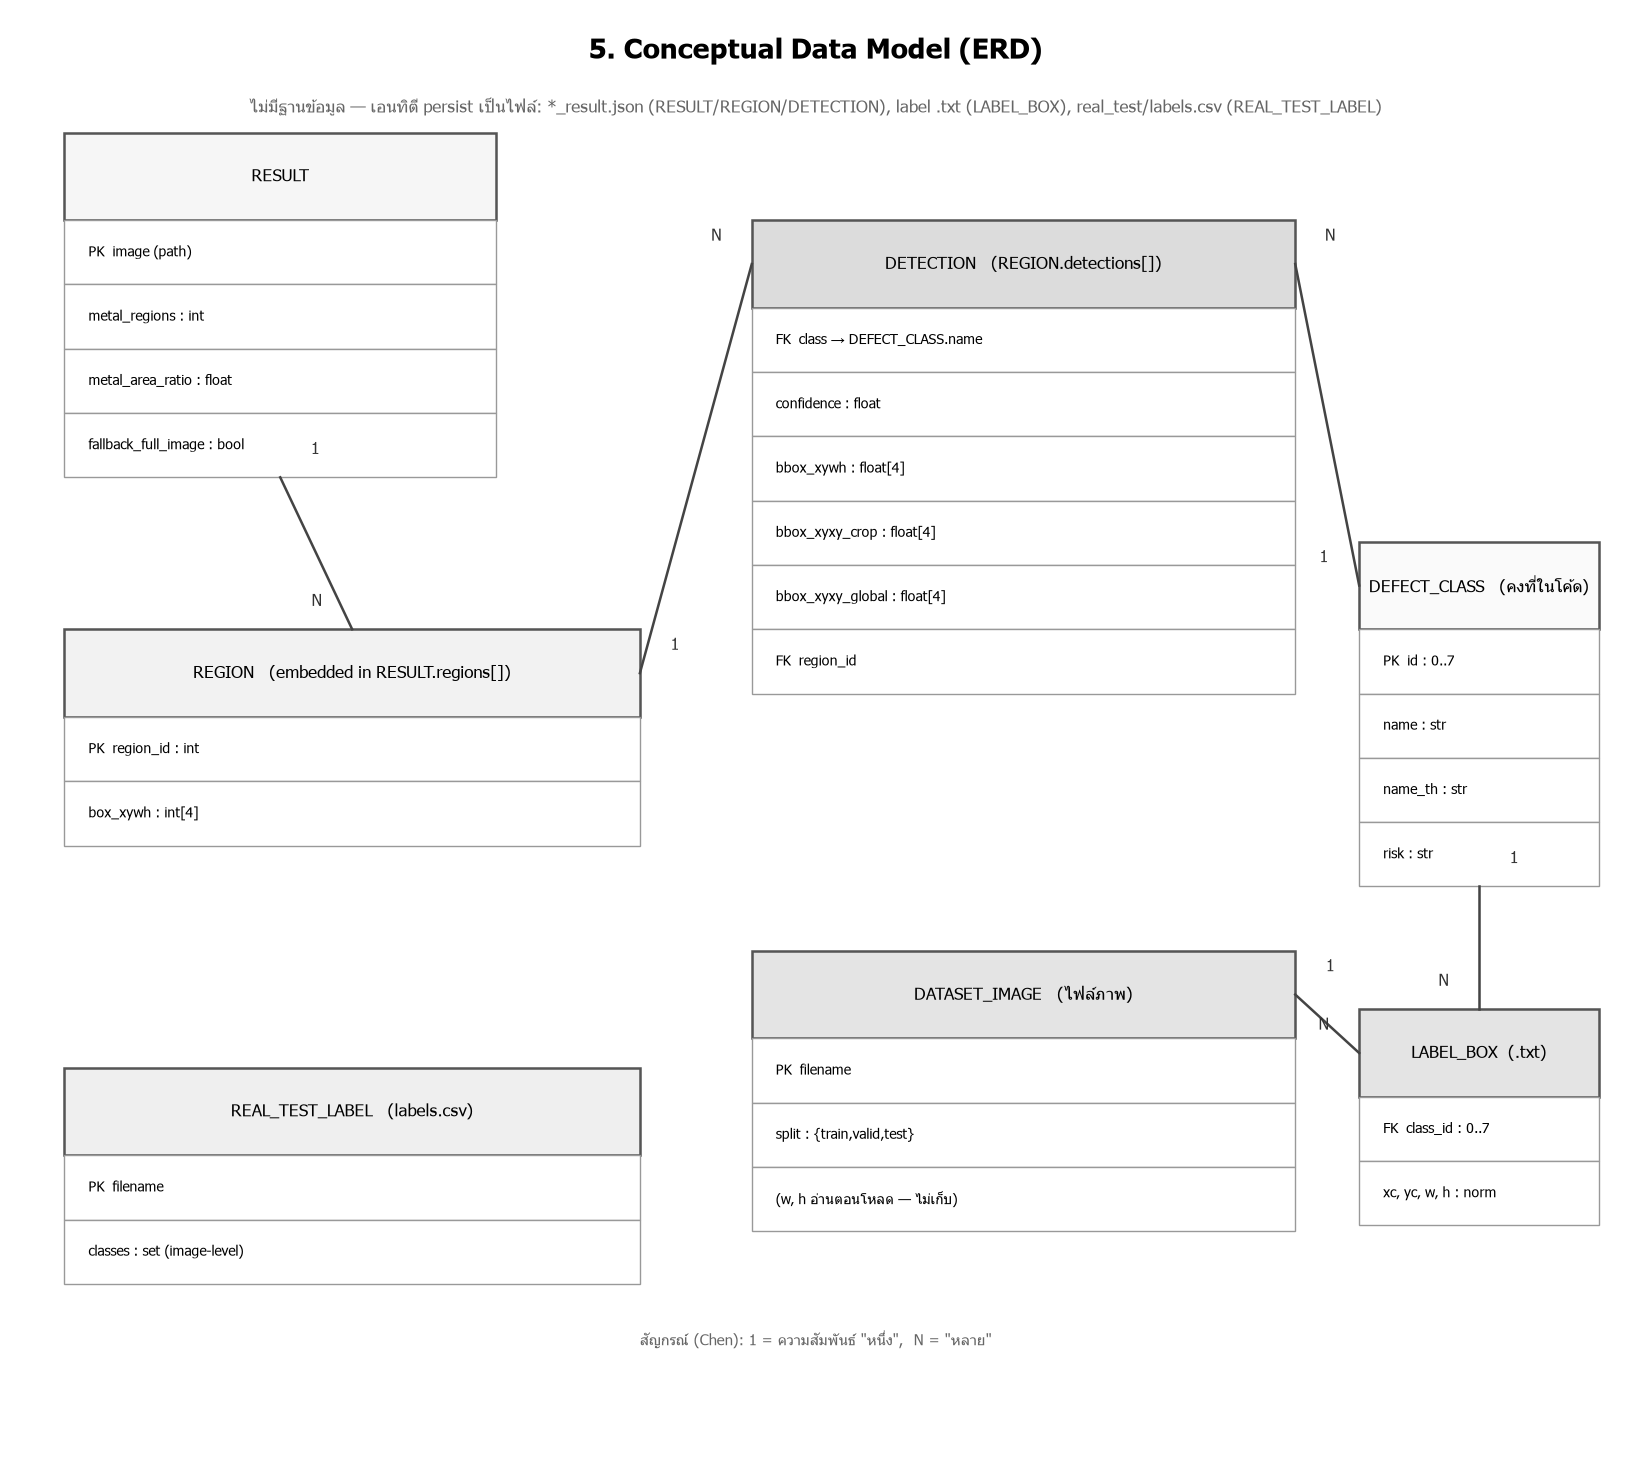 5. Conceptual Data Model (ERD)
ไม่มีฐานข้อมูล — เอนทิตี persist เป็นไฟล์: *_result.json (RESULT/REGION/DETECTION), label .txt (LABEL_BOX), real_test/labels.csv (REAL_TEST_LABEL)
RESULT
PK image (path)
metal_regions : int
metal_area_ratio : float
fallback_full_image : bool
1
N
REGION (embedded in RESULT.regions[])
PK region_id : int
box_xywh : int[4]
1
N
DETECTION (REGION.detections[])
FK class → DEFECT_CLASS.name
confidence : float
bbox_xywh : float[4]
bbox_xyxy_crop : float[4]
bbox_xyxy_global : float[4]
FK region_id
N
1
DEFECT_CLASS (คงที่ในโค้ด)
PK id : 0..7
name : str
name_th : str
risk : str
1
N
DATASET_IMAGE (ไฟล์ภาพ)
PK filename
split : {train,valid,test}
(w, h อ่านตอนโหลด — ไม่เก็บ)
1
N
LABEL_BOX (.txt)
FK class_id : 0..7
xc, yc, w, h : norm
REAL_TEST_LABEL (labels.csv)
PK filename
classes : set (image-level)
สัญกรณ์ (Chen): 1 = ความสัมพันธ์ "หนึ่ง", N = "หลาย"